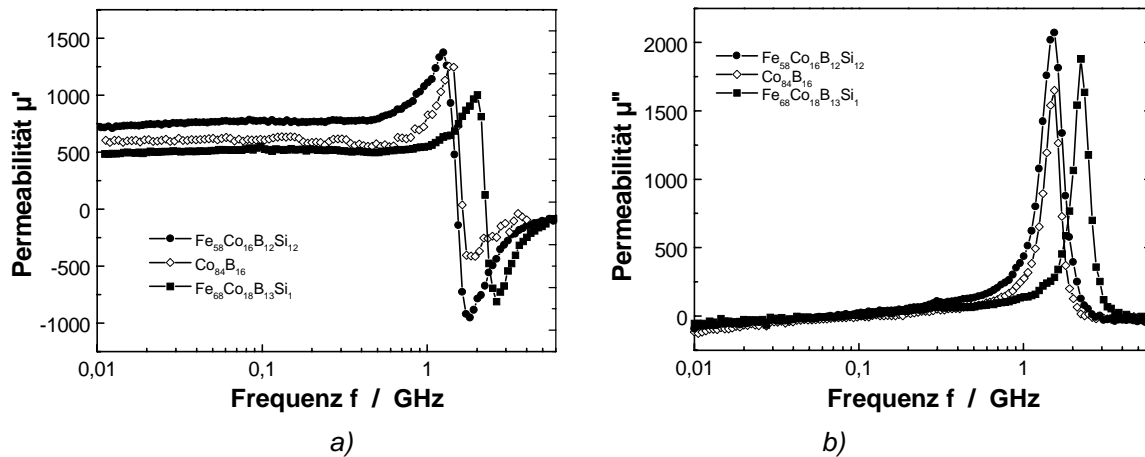 1500
1000
500
0
-500
-1000
Permeabilität µ'
Fe58Co16B12Si12
Co84B16
Fe68Co18B13Si1
0,01
0,1
1
Frequenz f / GHz
a)
2000
1500
1000
500
0
Permeabilität µ"
Fe58Co16B12Si12
Co84B16
Fe68Co18B13Si1
0,01
0,1
1
Frequenz f / GHz
b)